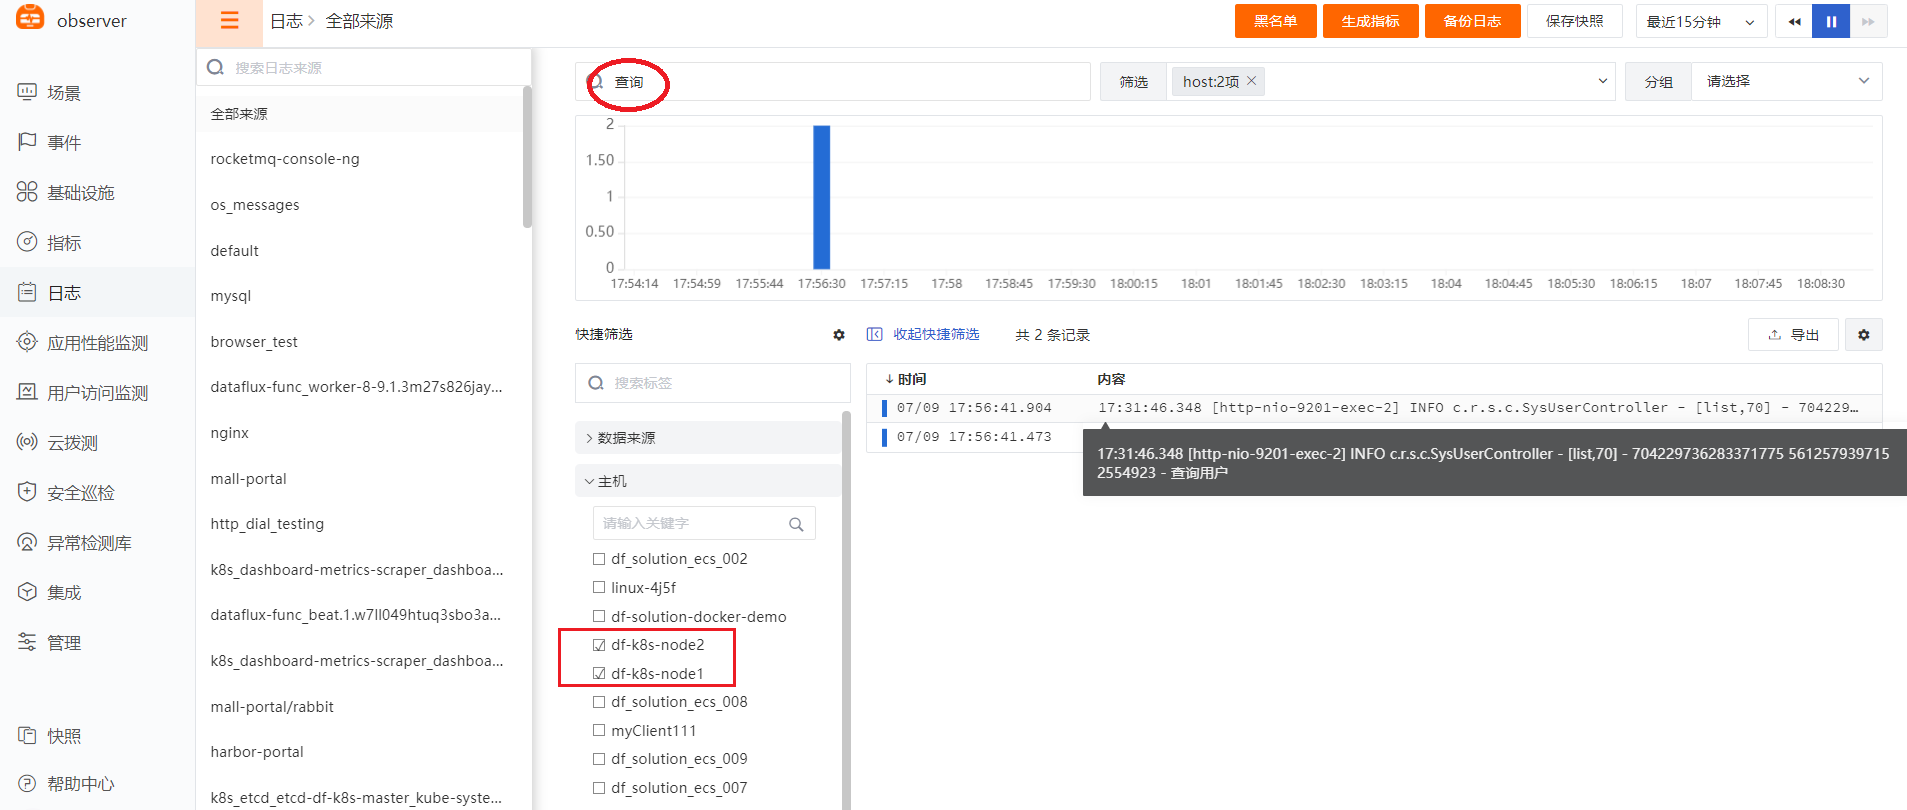 observer
日志 > 全部来源
黑名单
生成指标
备份日志
保存快照
最近15分钟
场景
事件
基础设施
指标
日志
应用性能监测
用户访问监测
云拨测
安全巡检
异常检测库
集成
管理
快照
帮助中心
搜索日志来源
全部来源
rocketmq-console-ng
os_messages
default
mysql
browser_test
dataflux-func_worker-8-9.1.3m27s826jay...
nginx
mall-portal
http_dial_testing
k8s_dashboard-metrics-scraper_dashboa...
dataflux-func_beat.1.w7ll049htuq3sbo3a...
k8s_dashboard-metrics-scraper_dashboa...
mall-portal/rabbit
harbor-portal
k8s_etcd_etcd-df-k8s-master_kube-syste...
查询
筛选 host:2项
分组 请选择
2
1.50
1
0.50
0
17:54:14 17:54:59 17:55:44 17:56:30 17:57:15 17:58 17:58:45 17:59:30 18:00:15 18:01 18:01:45 18:02:30 18:03:15 18:04 18:04:45 18:05:30 18:06:15 18:07 18:07:45 18:08:30
快捷筛选
收起快捷筛选 共 2 条记录
导出
搜索标签
数据来源
主机
请输入关键字
df_solution_ecs_002
linux-4j5f
df-solution-docker-demo
df-k8s-node2
df-k8s-node1
df_solution_ecs_008
myClient111
df_solution_ecs_009
df_solution_ecs_007
↓时间 内容
07/09 17:56:41.904 17:31:46.348 [http-nio-9201-exec-2] INFO c.r.s.c.SysUserController - [list,70] - 704229...
07/09 17:56:41.473
17:31:46.348 [http-nio-9201-exec-2] INFO c.r.s.c.SysUserController - [list,70] - 704229736283371775 561257939715
2554923 - 查询用户